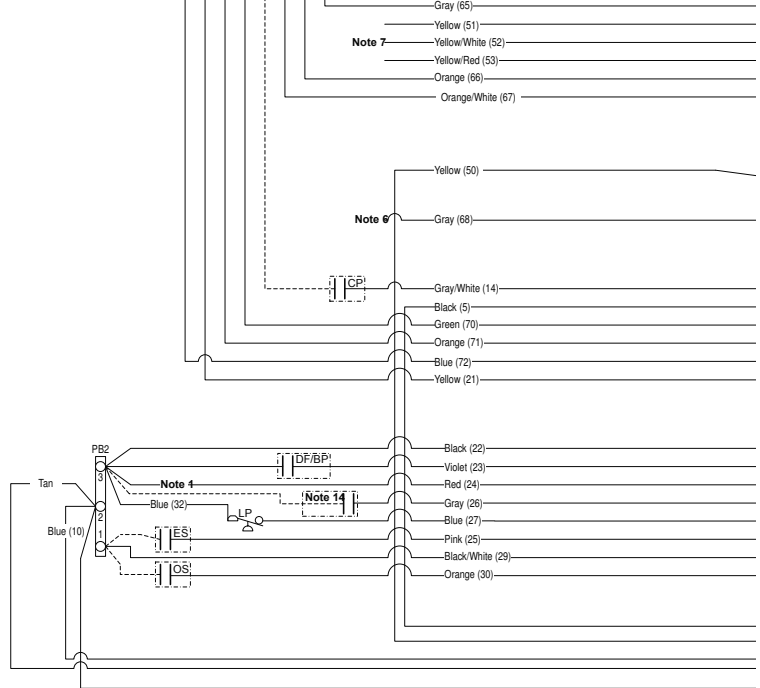 Gray (65)
Yellow (51)
Note 7
Yellow/White (52)
Yellow/Red (53)
Orange (66)
Orange/White (67)
Yellow (50)
Note 6
Gray (68)
CP
Gray/White (14)
Black (5)
Green (70)
Orange (71)
Blue (72)
Yellow (21)
PB2
Black (22)
DF/BP
Violet (23)
3
Tan
Note 1
Red (24)
Note 14
Blue (32)
Gray (26)
LP
2
Blue (27)
Blue (10)
1
ES
Pink (25)
Black/White (29)
OS
Orange (30)